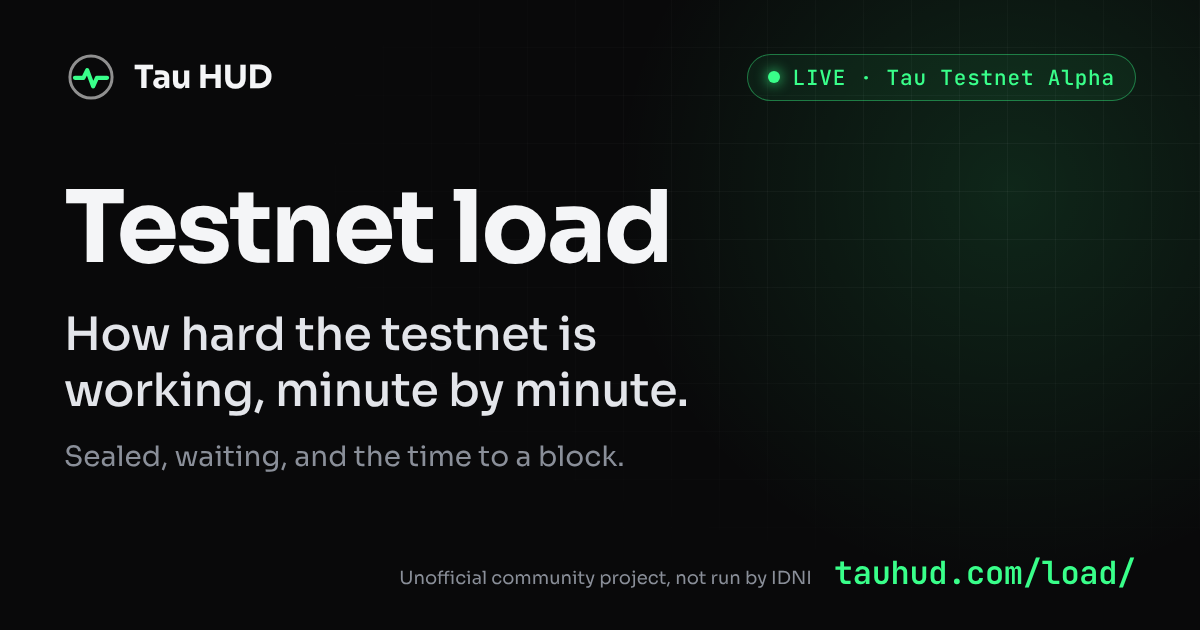 Tau HUD
LIVE · Tau Testnet Alpha
Testnet load
How hard the testnet is
working, minute by minute.
Sealed, waiting, and the time to a block.
Unofficial community project, not run by IDNI
tauhud.com/load/